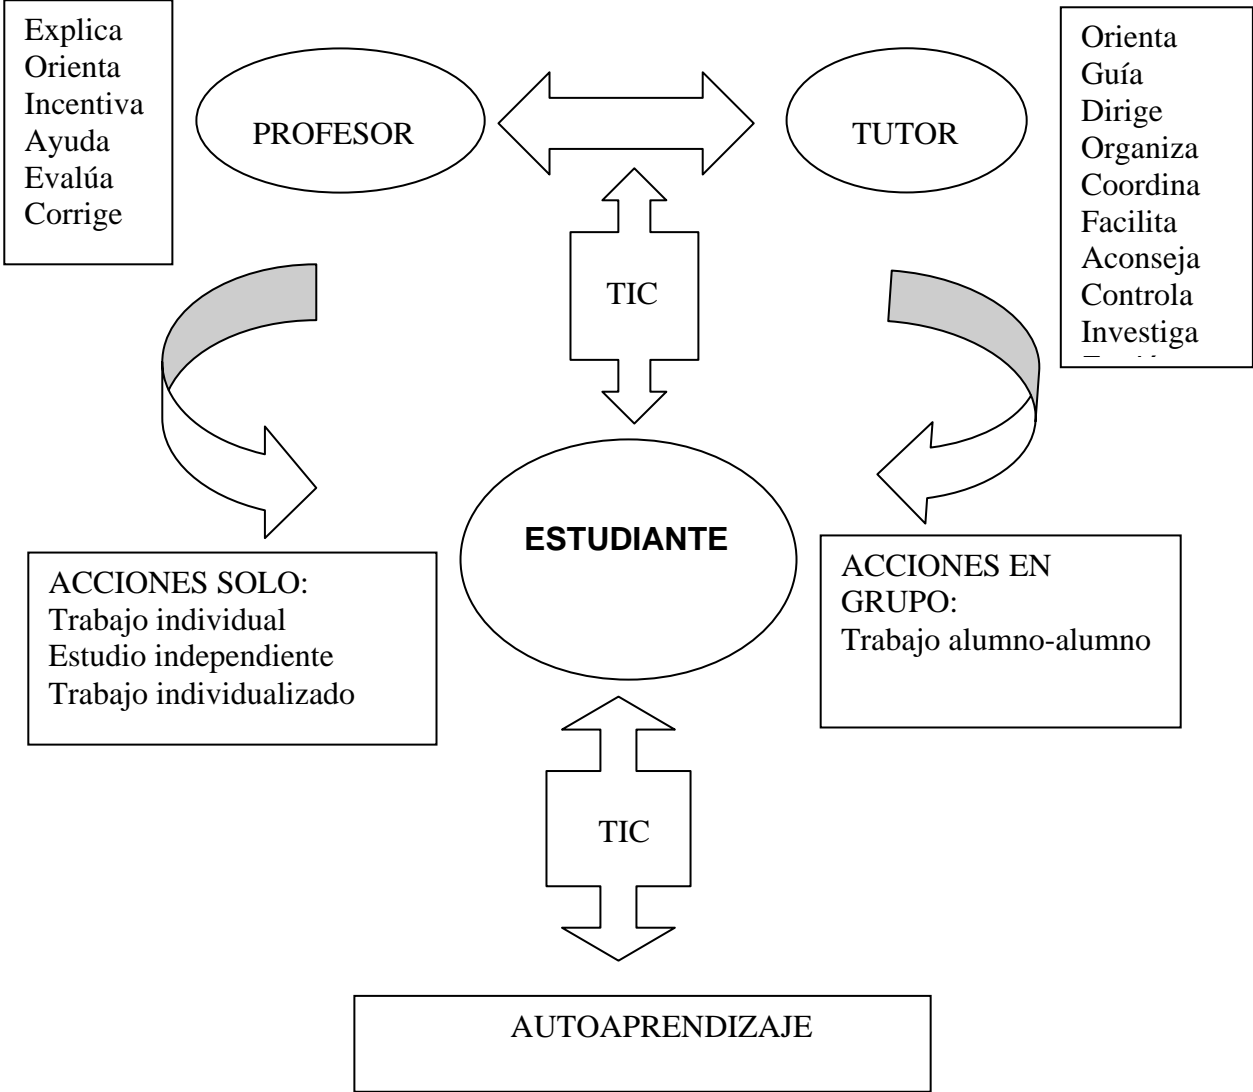 Explica
Orienta
Incentiva
Ayuda
Evalúa
Corrige
PROFESOR
TUTOR
Orienta
Guía
Dirige
Organiza
Coordina
Facilita
Aconseja
Controla
Investiga
TIC
ESTUDIANTE
ACCIONES SOLO:
Trabajo individual
Estudio independiente
Trabajo individualizado
ACCIONES EN
GRUPO:
Trabajo alumno-alumno
TIC
AUTOAPRENDIZAJE